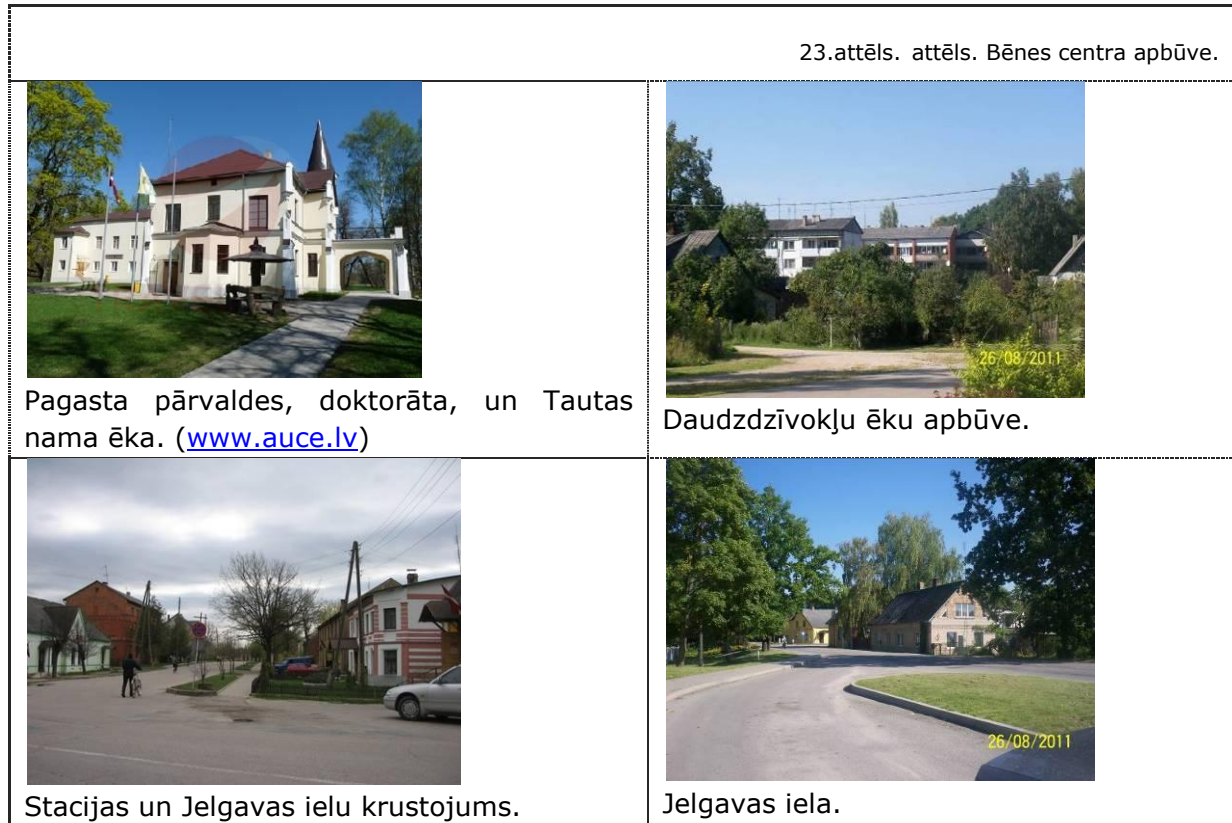 23.attēls. attēls. Bēnes centra apbūve.
26/08/2011
Pagasta pārvaldes, doktorāta, un Tautas
nama ēka. (www.auce.lv)
Daudzdzīvokļu ēku apbūve.
26/08/2011
Stacijas un Jelgavas ielu krustojums.
Jelgavas iela.